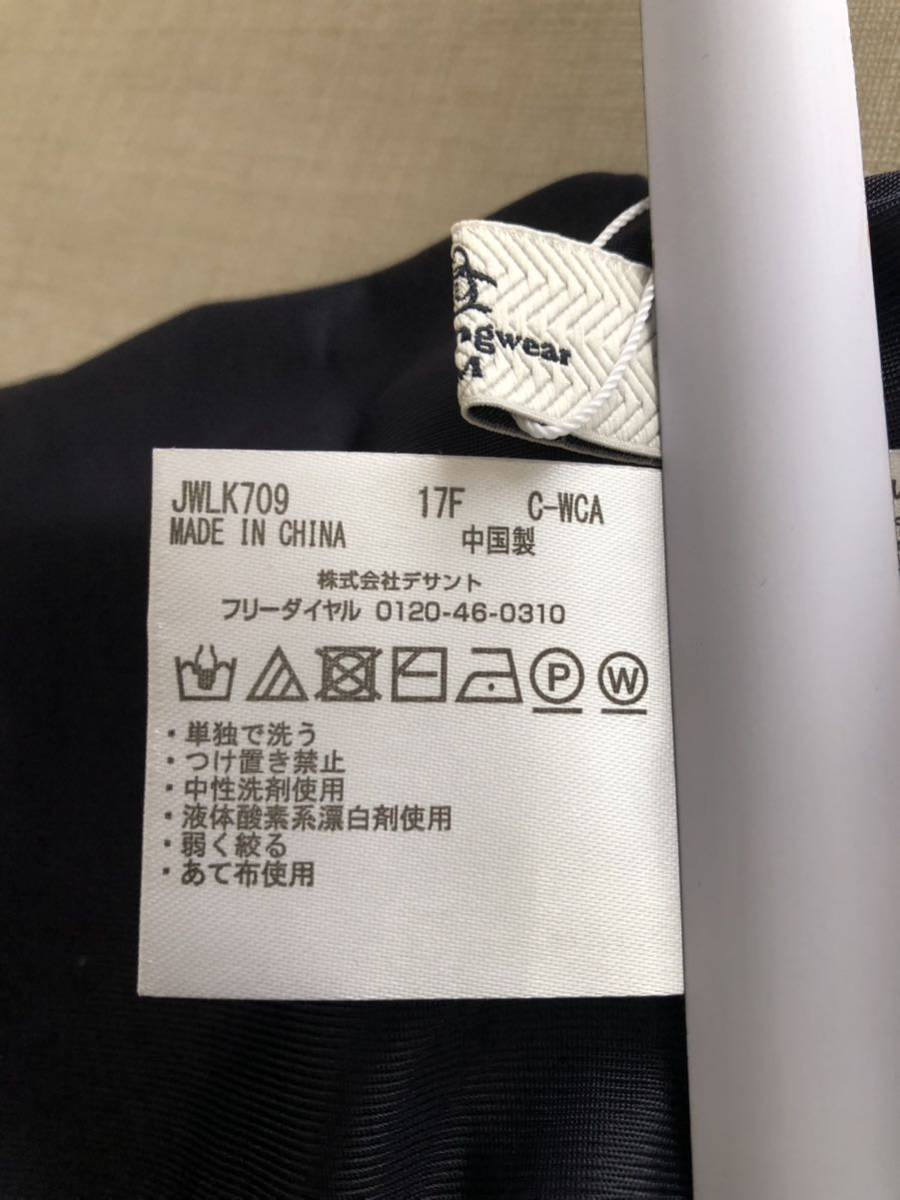 gwear
JWLK709 17F C-WCA
MADE IN CHINA 中国製
株式会社デサント
フリーダイヤル 0120-46-0310
P W
・単独で洗う
・つけ置き禁止
・中性洗剤使用
・液体酸素系漂白剤使用
・弱く絞る
・あて布使用